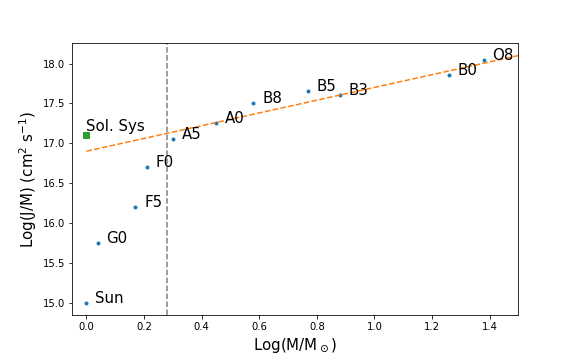 18.0
17.5
17.0
16.5
16.0
15.5
15.0
Log(J/M) (cm² s⁻¹)
O8
B0
B5
B3
B8
A0
Sol. Sys
A5
F0
F5
G0
Sun
0.0 0.2 0.4 0.6 0.8 1.0 1.2 1.4
Log(M/M_⊙)